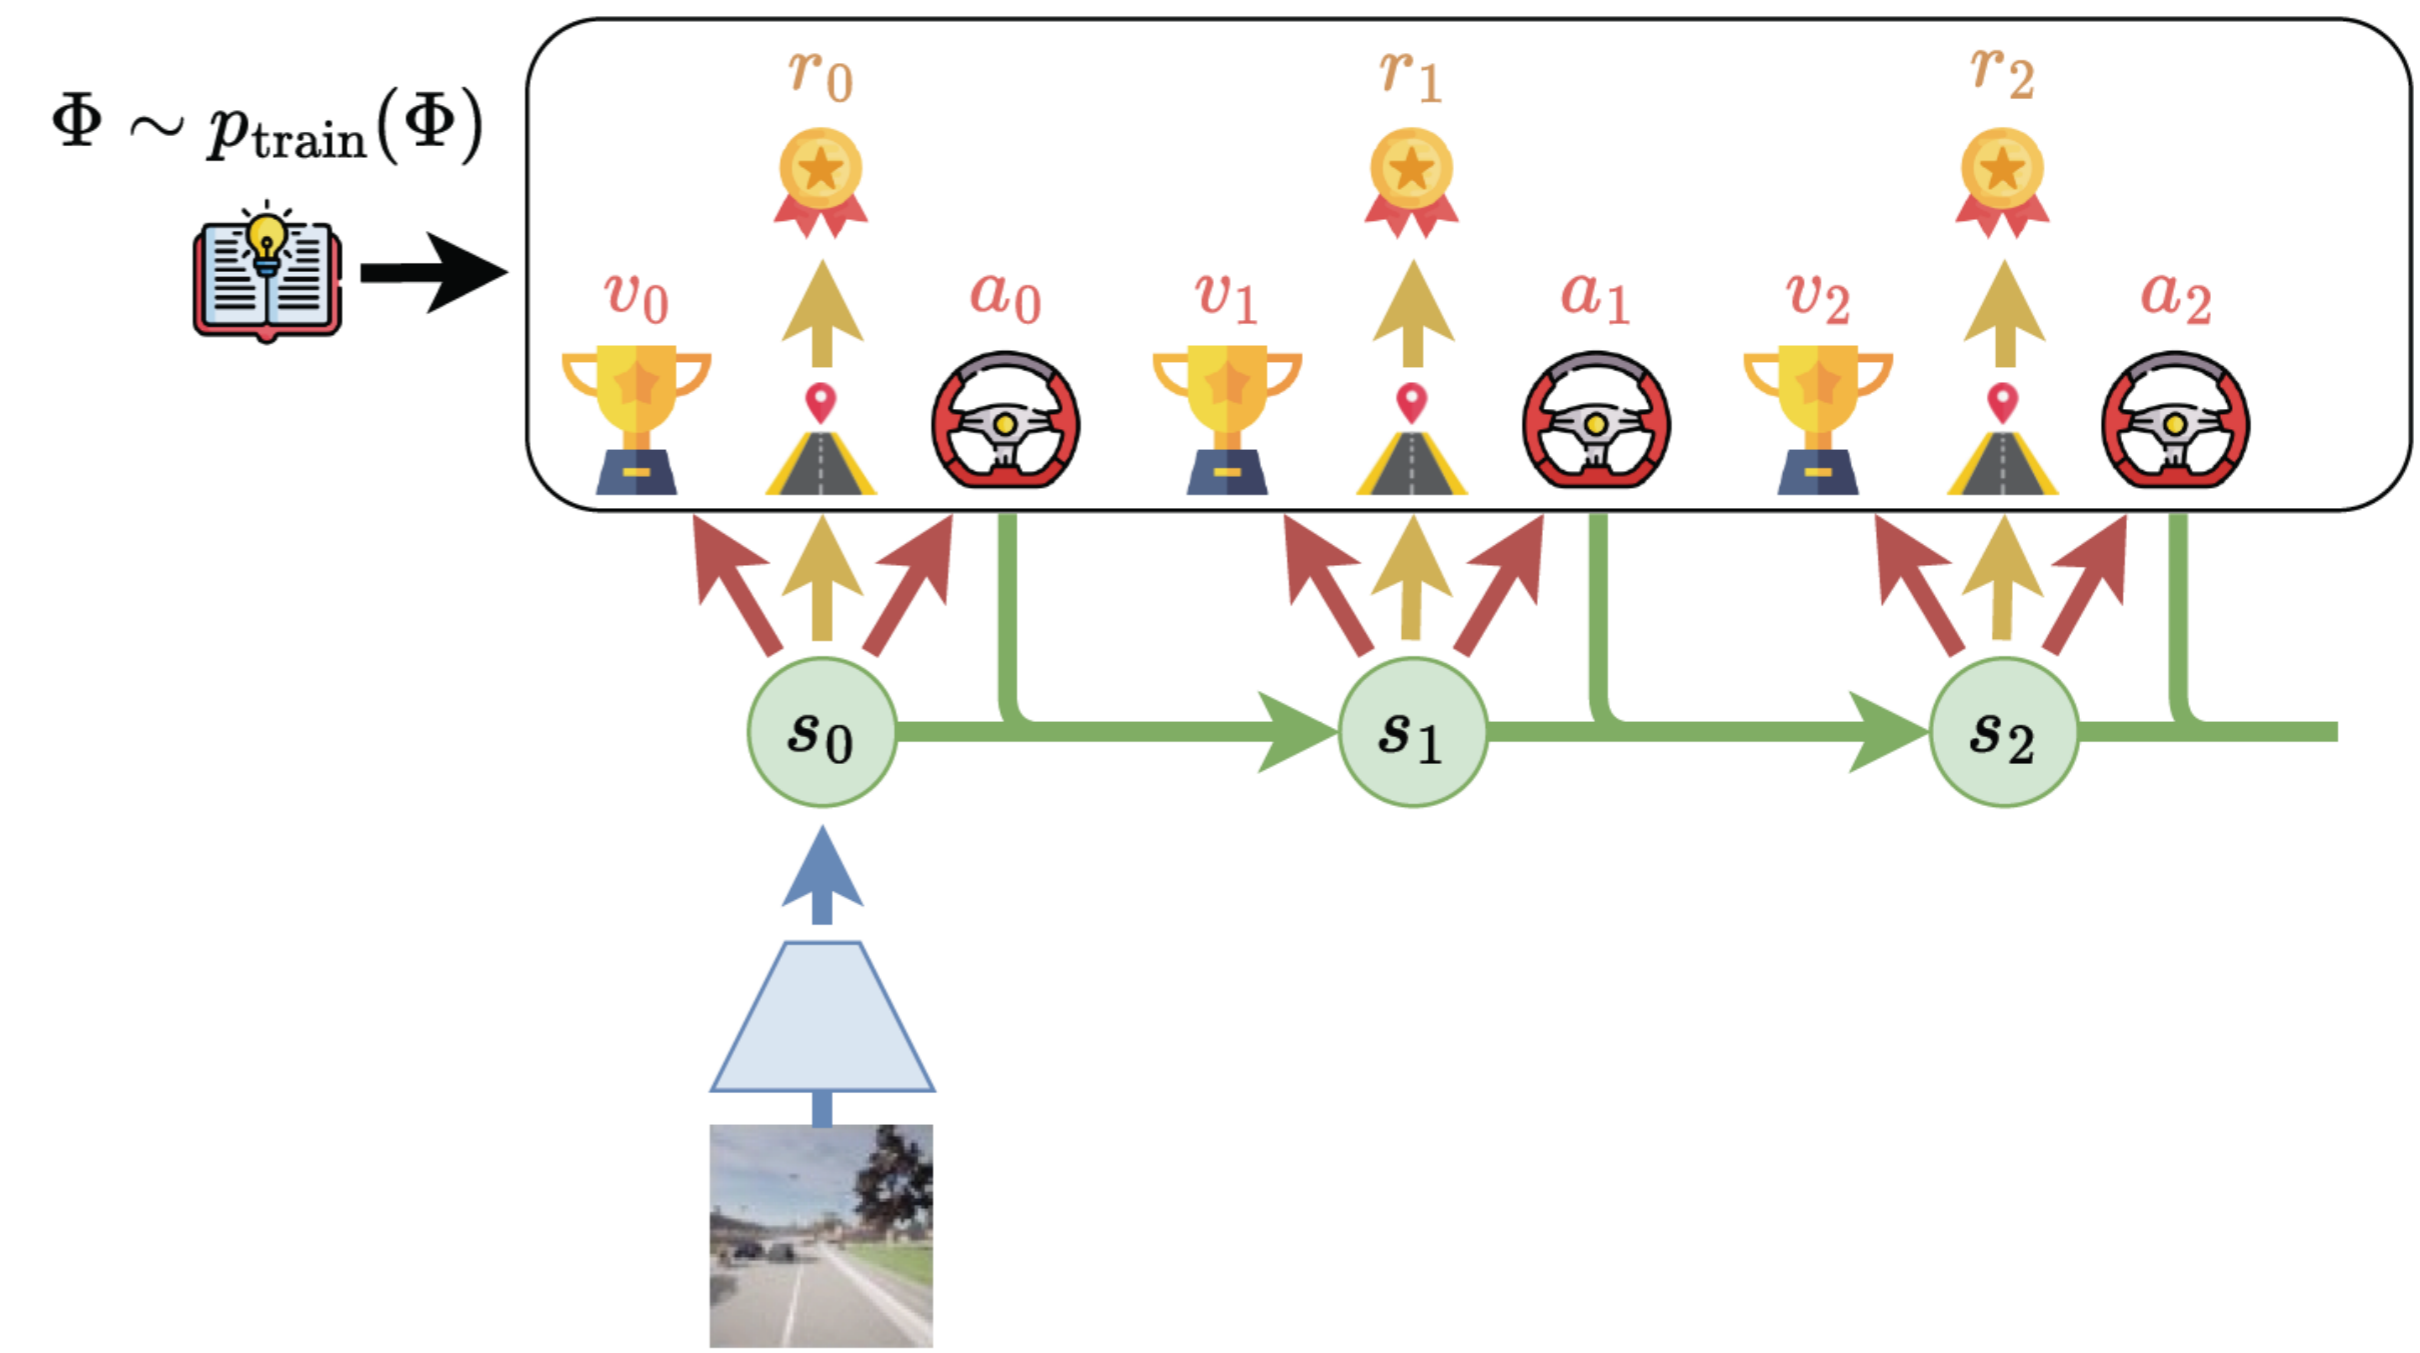 Φ ∼ p_train(Φ)
r_0 r_1 r_2
v_0 a_0 v_1 a_1 v_2 a_2
s_0 s_1 s_2